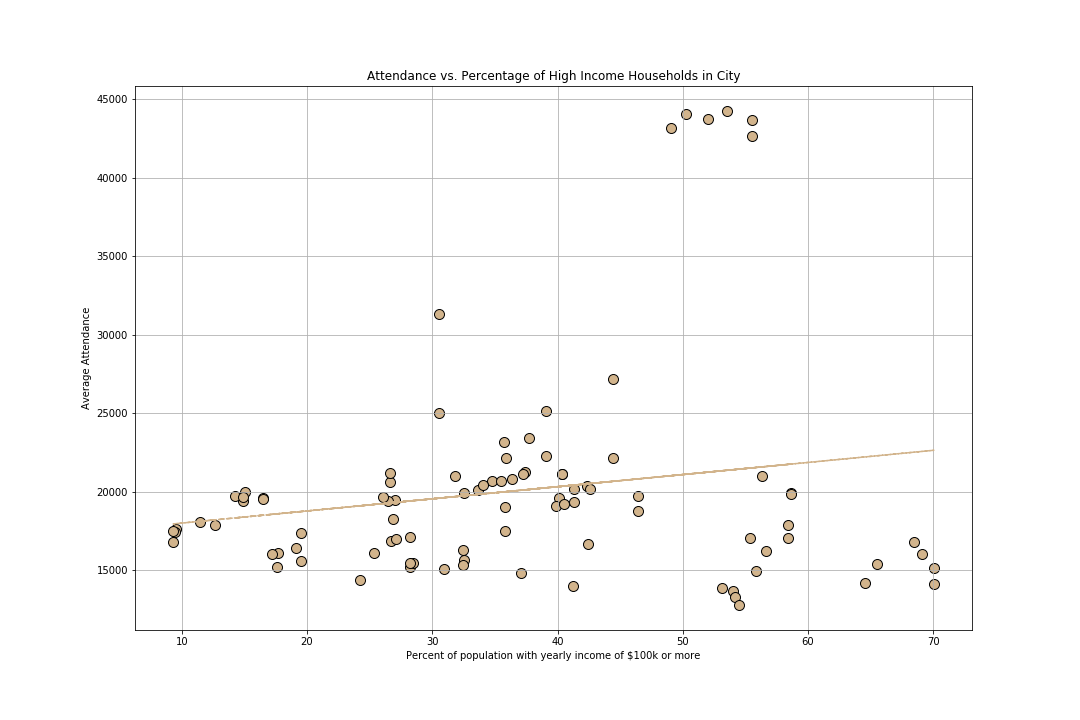 Attendance vs. Percentage of High Income Households in City
45000
40000
35000
30000
25000
20000
15000
Average Attendance
10 20 30 40 50 60 70
Percent of population with yearly income of $100k or more